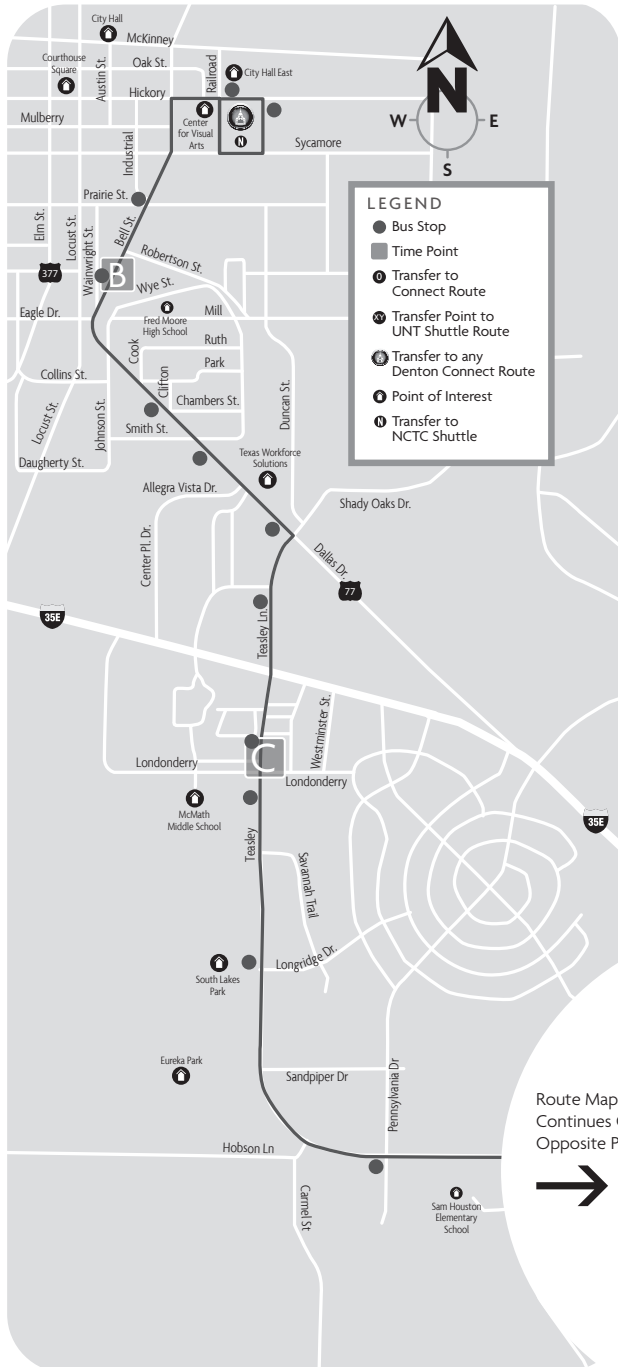 City Hall
McKinney
Courthouse
Square
Austin St.
Oak St.
Railroad
City Hall East
Hickory
Mulberry
Center
for Visual
Arts
N
Sycamore
Industrial
N
W
E
S
Prairie St.
Elm St.
Locust St.
Wainwright St.
Bell St.
Robertson St.
377
B
Wye St.
Eagle Dr.
Fred Moore
High School
Mill
Cook
Ruth
Park
Collins St.
Clifton
Chambers St.
Duncan St.
Locust St.
Johnson St.
Smith St.
Daugherty St.
Texas Workforce
Solutions
Allegra Vista Dr.
Shady Oaks Dr.
Center Pl. Dr.
Dallas Dr.
77
35E
Teasley Ln.
Westminster St.
Londonderry
C
Londonderry
McMath
Middle School
35E
Teasley
Savannah Trail
Longridge Dr.
South Lakes
Park
Eureka Park
Sandpiper Dr
Pennsylvania Dr
Hobson Ln
Carmel St
Sam Houston
Elementary
School
LEGEND
Bus Stop
Time Point
0 Transfer to
Connect Route
XY Transfer Point to
UNT Shuttle Route
Transfer to any
Denton Connect Route
Point of Interest
N Transfer to
NCTC Shuttle
Route Map
Continues
Opposite